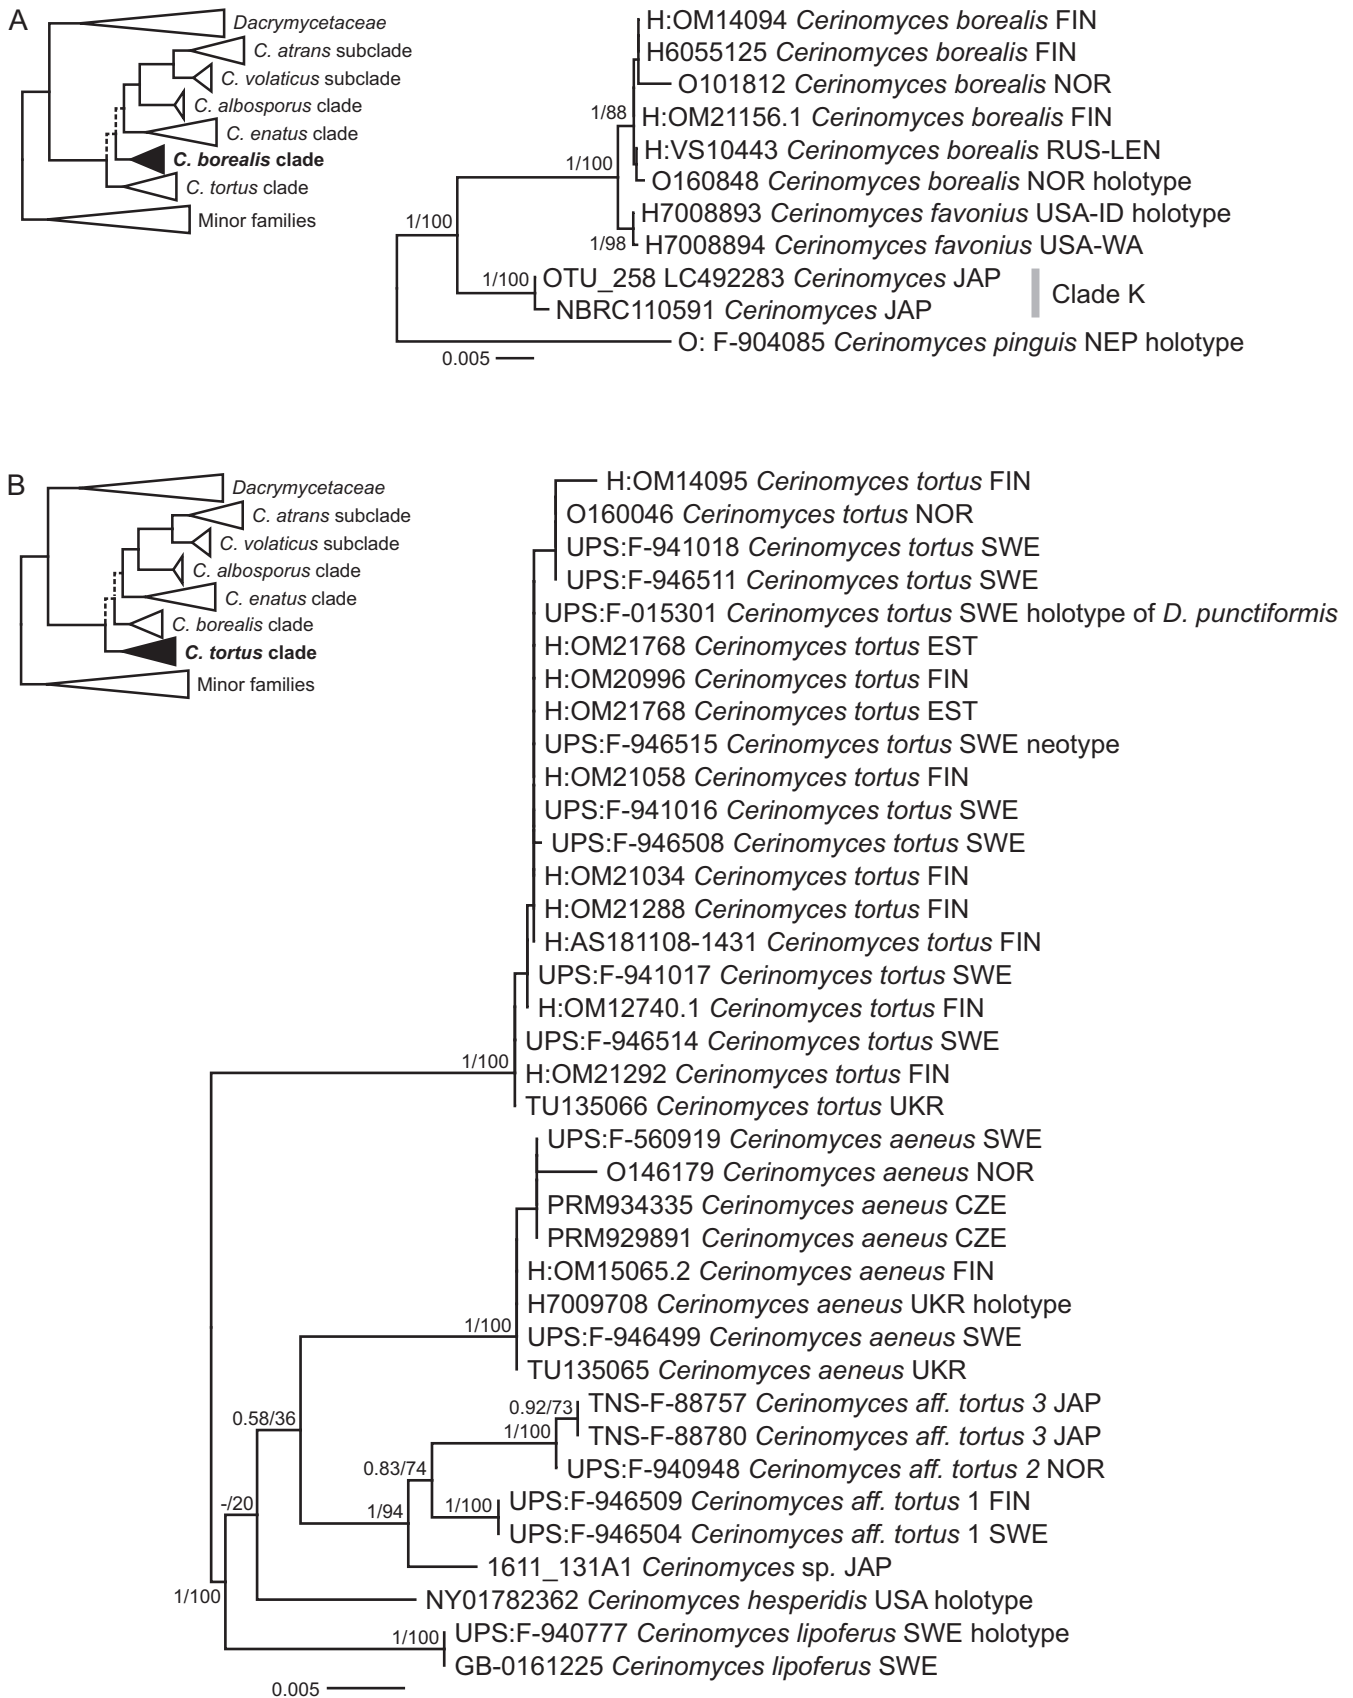 A
Dacrymycetaceae
C. atrans subclade
C. volaticus subclade
C. albosporus clade
C. enatus clade
C. borealis clade
C. tortus clade
Minor families
H:OM14094 Cerinomyces borealis FIN
H6055125 Cerinomyces borealis FIN
O101812 Cerinomyces borealis NOR
1/88
H:OM21156.1 Cerinomyces borealis FIN
H:VS10443 Cerinomyces borealis RUS-LEN
1/100
O160848 Cerinomyces borealis NOR holotype
H7008893 Cerinomyces favonius USA-ID holotype
1/100
1/98
H7008894 Cerinomyces favonius USA-WA
1/100
OTU_258 LC492283 Cerinomyces JAP
Clade K
NBRC110591 Cerinomyces JAP
O: F-904085 Cerinomyces pinguis NEP holotype
0.005
B
Dacrymycetaceae
C. atrans subclade
C. volaticus subclade
C. albosporus clade
C. enatus clade
C. borealis clade
C. tortus clade
Minor families
H:OM14095 Cerinomyces tortus FIN
O160046 Cerinomyces tortus NOR
UPS:F-941018 Cerinomyces tortus SWE
UPS:F-946511 Cerinomyces tortus SWE
UPS:F-015301 Cerinomyces tortus SWE holotype of D. punctiformis
H:OM21768 Cerinomyces tortus EST
H:OM20996 Cerinomyces tortus FIN
H:OM21768 Cerinomyces tortus EST
UPS:F-946515 Cerinomyces tortus SWE neotype
H:OM21058 Cerinomyces tortus FIN
UPS:F-941016 Cerinomyces tortus SWE
UPS:F-946508 Cerinomyces tortus SWE
H:OM21034 Cerinomyces tortus FIN
H:OM21288 Cerinomyces tortus FIN
H:AS181108-1431 Cerinomyces tortus FIN
UPS:F-941017 Cerinomyces tortus SWE
H:OM12740.1 Cerinomyces tortus FIN
UPS:F-946514 Cerinomyces tortus SWE
1/100
H:OM21292 Cerinomyces tortus FIN
TU135066 Cerinomyces tortus UKR
UPS:F-560919 Cerinomyces aeneus SWE
O146179 Cerinomyces aeneus NOR
PRM934335 Cerinomyces aeneus CZE
PRM929891 Cerinomyces aeneus CZE
H:OM15065.2 Cerinomyces aeneus FIN
H7009708 Cerinomyces aeneus UKR holotype
1/100
UPS:F-946499 Cerinomyces aeneus SWE
TU135065 Cerinomyces aeneus UKR
0.92/73
TNS-F-88757 Cerinomyces aff. tortus 3 JAP
0.58/36
1/100
TNS-F-88780 Cerinomyces aff. tortus 3 JAP
0.83/74
UPS:F-940948 Cerinomyces aff. tortus 2 NOR
-/20
1/94
1/100
UPS:F-946509 Cerinomyces aff. tortus 1 FIN
UPS:F-946504 Cerinomyces aff. tortus 1 SWE
1611_131A1 Cerinomyces sp. JAP
1/100
NY01782362 Cerinomyces hesperidis USA holotype
1/100
UPS:F-940777 Cerinomyces lipoferus SWE holotype
GB-0161225 Cerinomyces lipoferus SWE
0.005